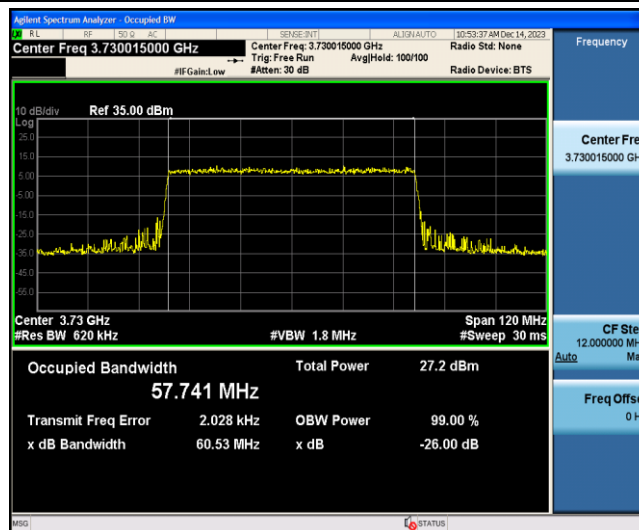 Agilent Spectrum Analyzer - Occupied BW
RL RF 50 Ω AC SENSE:INT ALIGN AUTO 10:53:37 AM Dec 14, 2023
Center Freq 3.730015000 GHz
Center Freq: 3.730015000 GHz Radio Std: None
Trig: Free Run Avg|Hold: 100/100
#IFGain:Low #Atten: 30 dB Radio Device: BTS
10 dB/div Ref 35.00 dBm
Log
25.0
15.0
5.00
-5.00
-15.0
-25.0
-35.0
-45.0
-55.0
Center 3.73 GHz Span 120 MHz
#Res BW 620 kHz #VBW 1.8 MHz #Sweep 30 ms
Occupied Bandwidth Total Power 27.2 dBm
57.741 MHz
Transmit Freq Error 2.028 kHz OBW Power 99.00 %
x dB Bandwidth 60.53 MHz x dB -26.00 dB
MSG STATUS
Frequency
Center Fre
3.730015000 GH
CF Ste
12.000000 MH
Auto Ma
Freq Offse
0 H